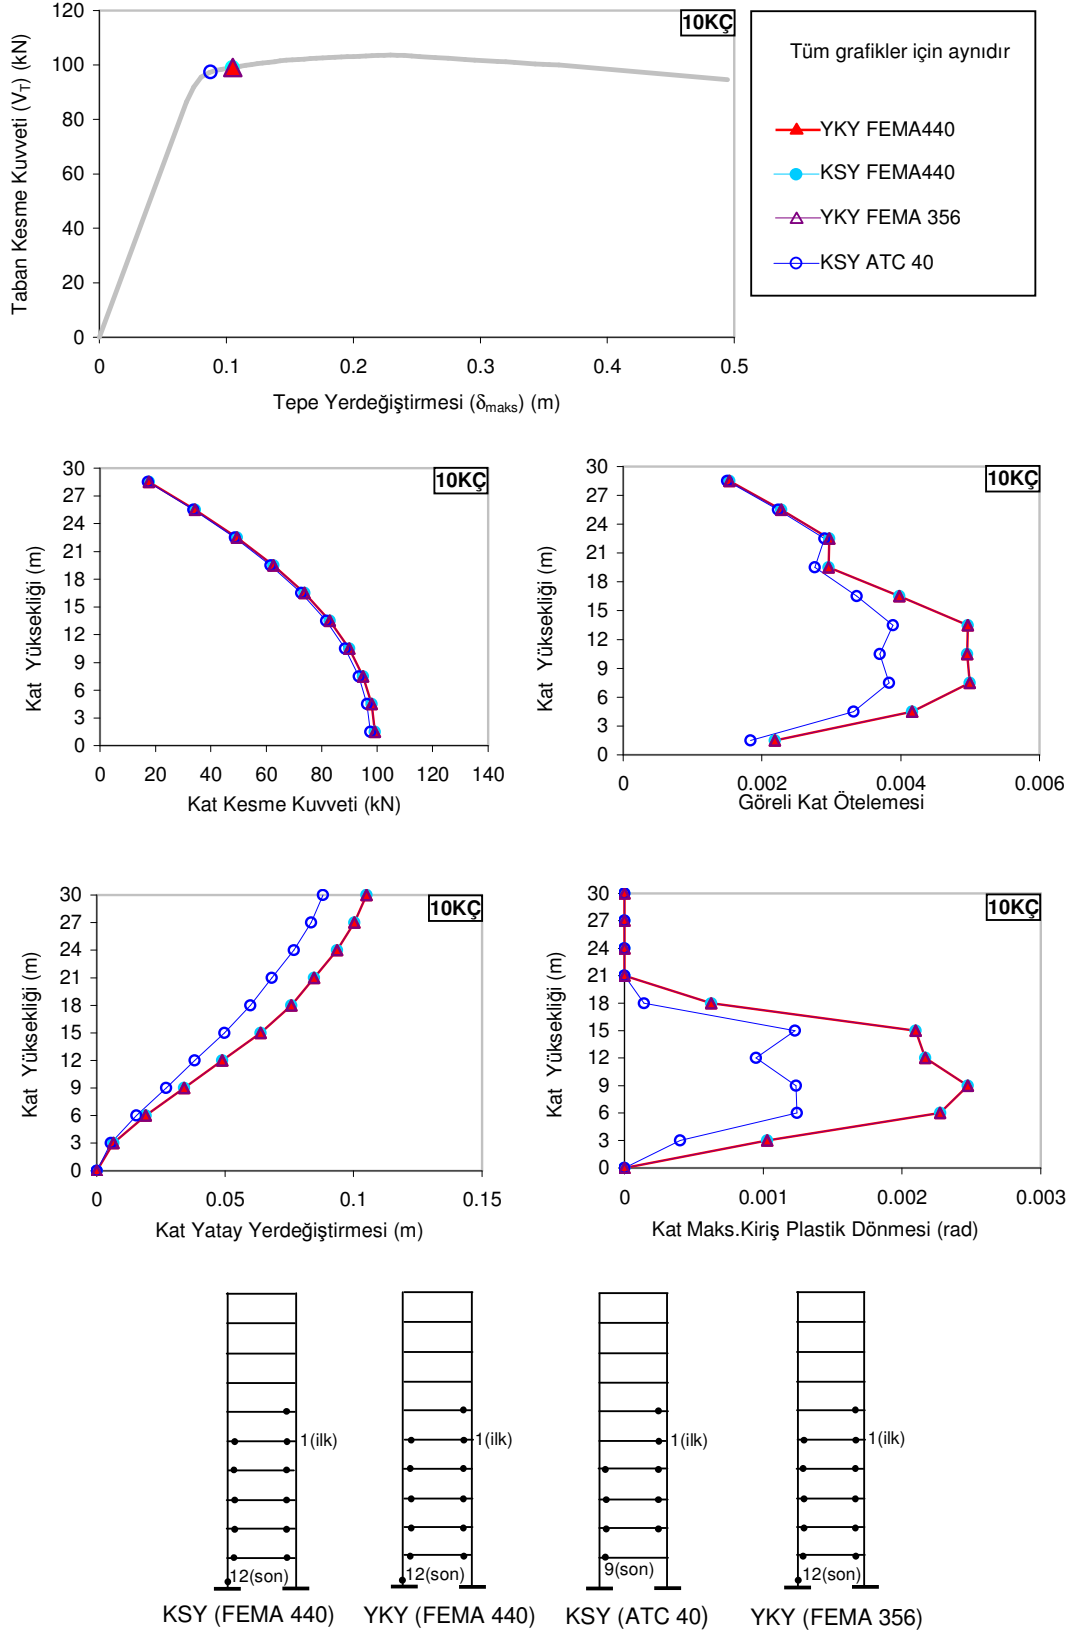 10KÇ
120
100
80
60
40
20
0
0 0.1 0.2 0.3 0.4 0.5
Taban Kesme Kuvveti (VT) (kN)
Tepe Yerdeğiştirmesi (δmaks) (m)
Tüm grafikler için aynıdır
YKY FEMA440
KSY FEMA440
YKY FEMA 356
KSY ATC 40
10KÇ
30
27
24
21
18
15
12
9
6
3
0
0 20 40 60 80 100 120 140
Kat Yüksekliği (m)
Kat Kesme Kuvveti (kN)
10KÇ
30
27
24
21
18
15
12
9
6
3
0
0 0.002 0.004 0.006
Kat Yüksekliği (m)
Göreli Kat Ötelemesi
10KÇ
30
27
24
21
18
15
12
9
6
3
0
0 0.05 0.1 0.15
Kat Yüksekliği (m)
Kat Yatay Yerdeğiştirmesi (m)
10KÇ
30
27
24
21
18
15
12
9
6
3
0
0 0.001 0.002 0.003
Kat Yüksekliği (m)
Kat Maks.Kiriş Plastik Dönmesi (rad)
1(ilk)
12(son)
KSY (FEMA 440)
1(ilk)
12(son)
YKY (FEMA 440)
1(ilk)
9(son)
KSY (ATC 40)
1(ilk)
12(son)
YKY (FEMA 356)